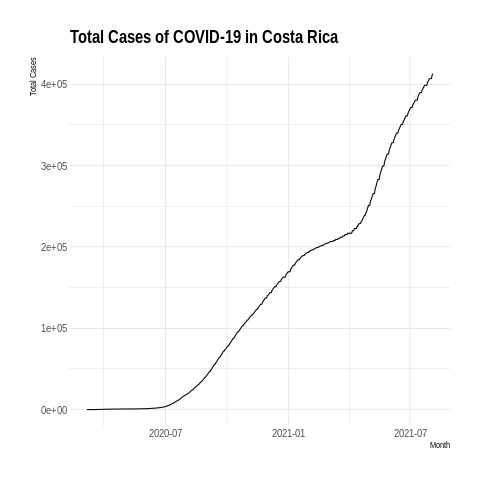 Total Cases of COVID-19 in Costa Rica
Total Cases
4e+05
3e+05
2e+05
1e+05
0e+00
2020-07
2021-01
2021-07
Month